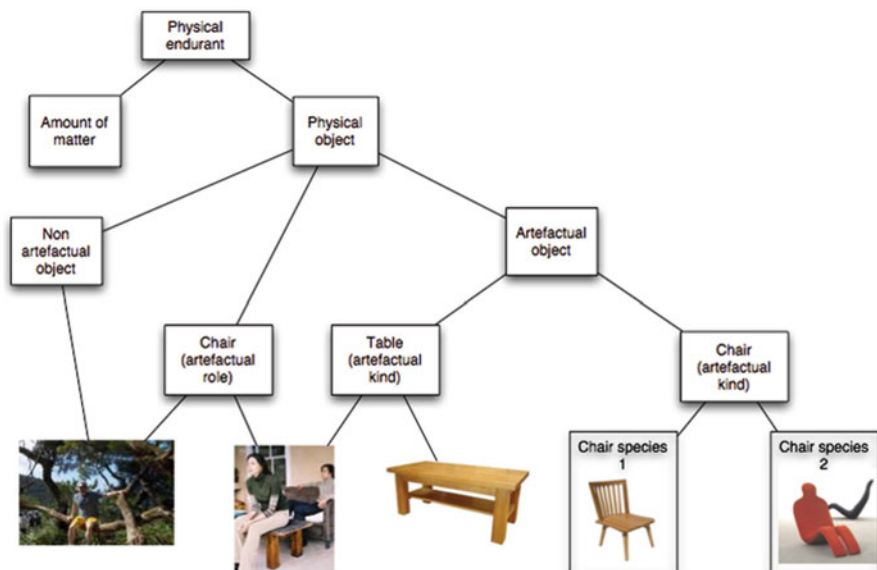 Physical
endurant
Amount of
matter
Physical
object
Non
artefactual
object
Artefactual
object
Chair
(artefactual
role)
Table
(artefactual
kind)
Chair
(artefactual
kind)
Chair species
1
Chair species
2